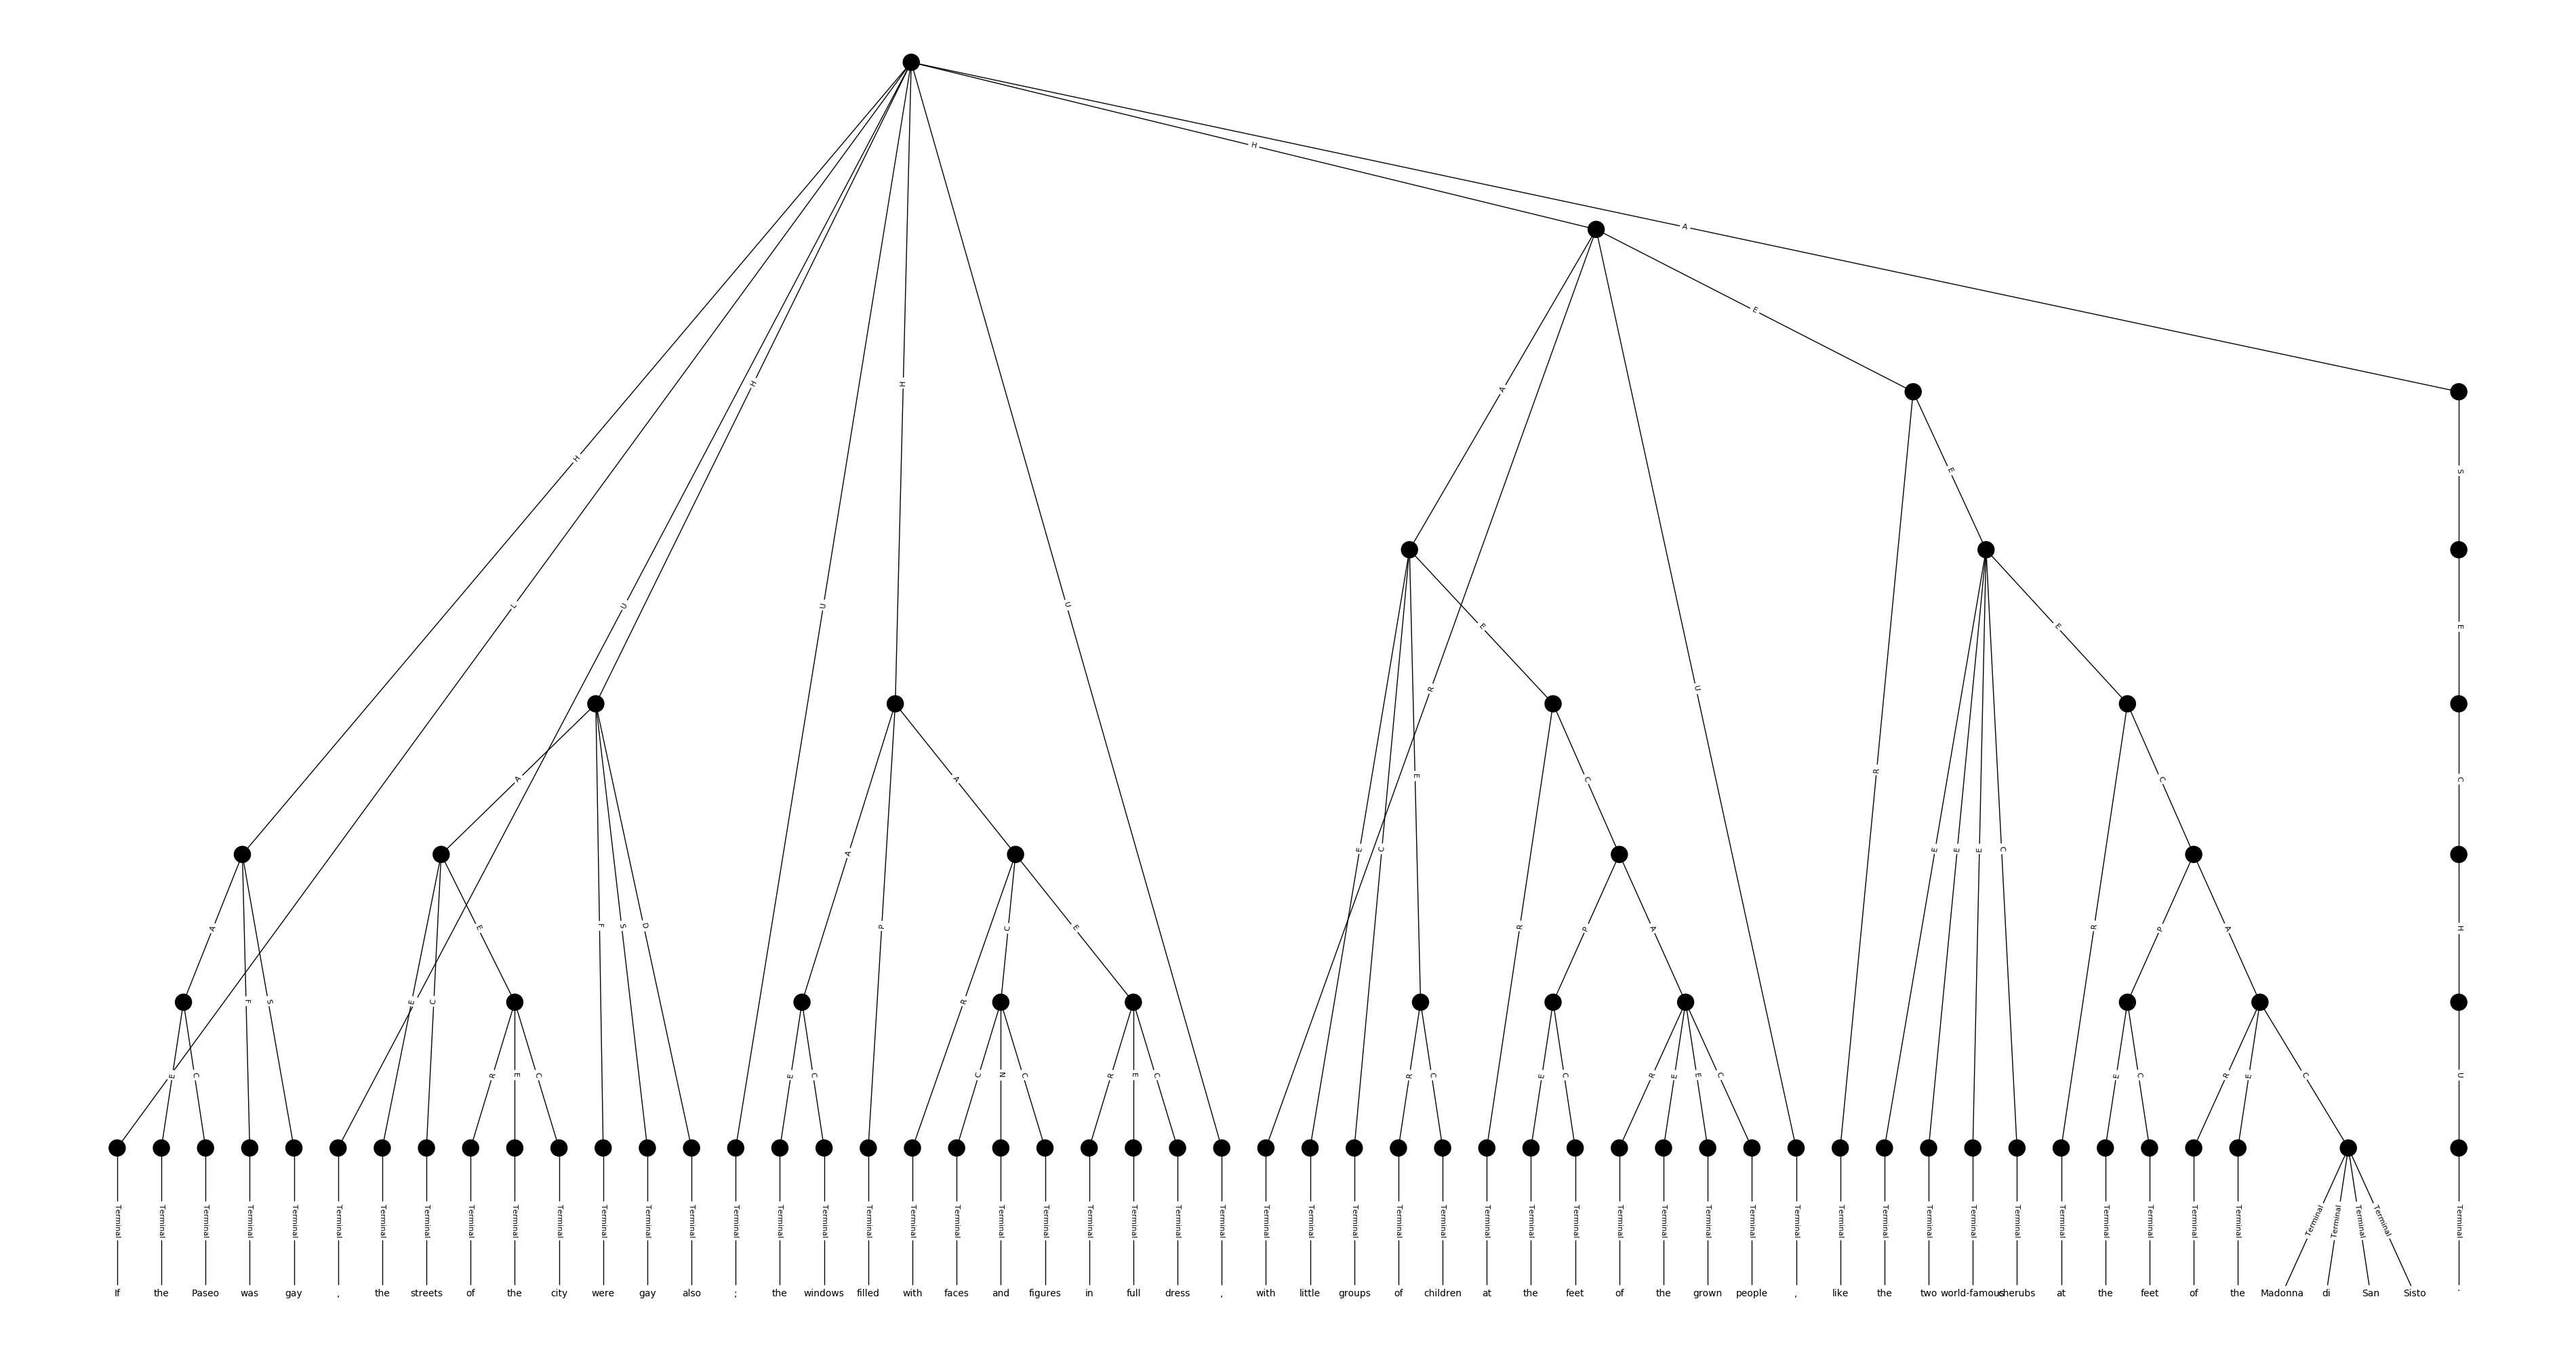 H
A
H
E
A
H
H
S
E
L
U
U
U
E
E
E
R
U
R
A
E
C
C
C
A
A
E
E
C
E
E
E
C
A
E
F
S
D
P
C
E
R
P
A
R
P
A
H
F
S
E
C
R
E
C
R
E
C
E
C
C
N
C
R
E
C
R
C
E
C
R
E
E
C
E
C
R
E
C
U
Terminal Terminal Terminal Terminal Terminal Terminal Terminal Terminal Terminal Terminal Terminal Terminal Terminal Terminal Terminal Terminal Terminal Terminal Terminal Terminal Terminal Terminal Terminal Terminal Terminal Terminal Terminal Terminal Terminal Terminal Terminal Terminal Terminal Terminal Terminal Terminal Terminal Terminal Terminal Terminal Terminal Terminal Terminal Terminal Terminal Terminal Terminal Terminal Terminal Terminal Terminal Terminal Terminal Terminal
If the Paseo was gay , the streets of the city were gay also ; the windows filled with faces and figures in full dress , with little groups of children at the feet of the grown people , like the two world-famous cherubs at the feet of the Madonna di San Sisto .